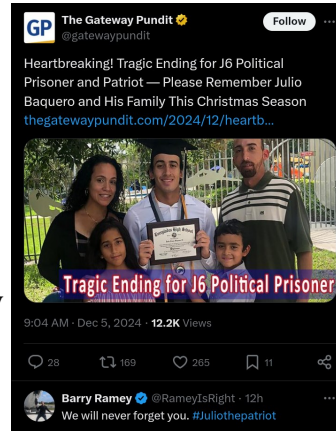 GP
The Gateway Pundit
@gatewaypundit
Follow
Heartbreaking! Tragic Ending for J6 Political
Prisoner and Patriot — Please Remember Julio
Baquero and His Family This Christmas Season
thegatewaypundit.com/2024/12/heartb...
Tragic Ending for J6 Political Prisoner
9:04 AM · Dec 5, 2024 · 12.2K Views
28
169
265
11
Barry Ramey @RameyIsRight · 12h
We will never forget you. #Juliothepatriot